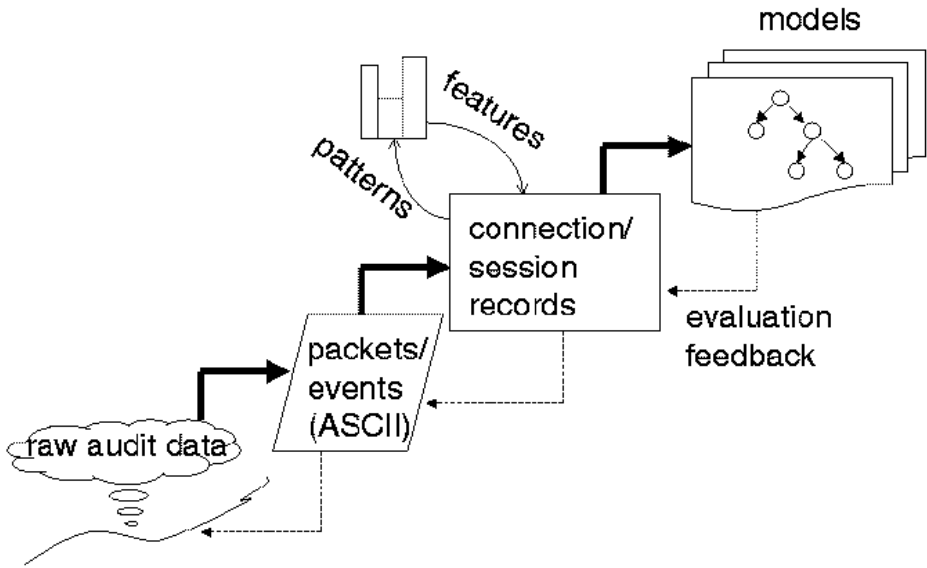 models
features
patterns
connection/
session
records
evaluation
feedback
packets/
events
(ASCII)
raw audit data